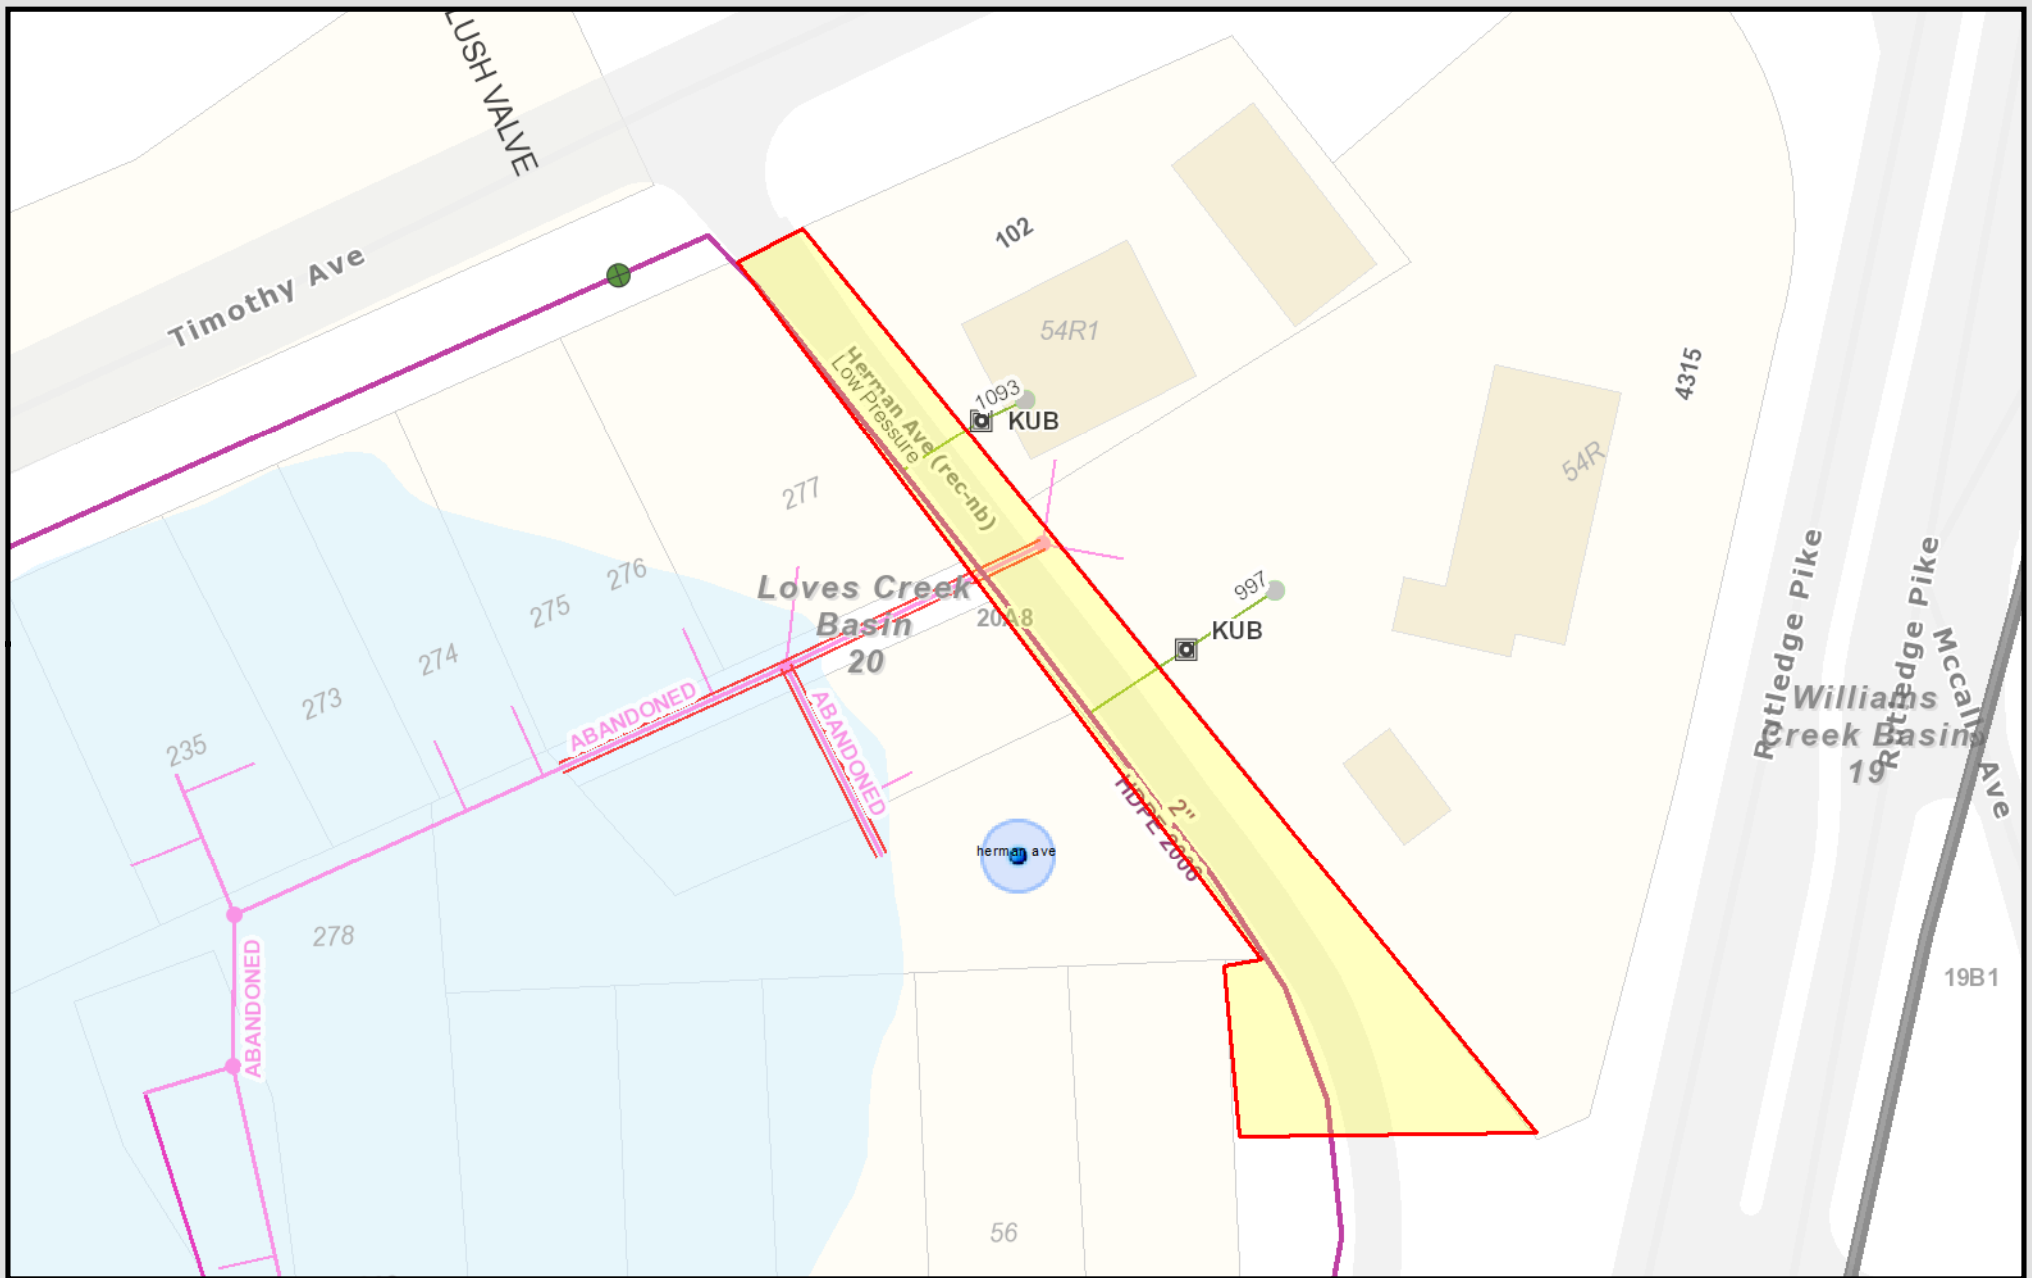 LUSH VALVE
Timothy Ave
102
54R1
1093
KUB
Herman Ave (rec-nb)
Low Pressure
4315
54R
277
276
275
274
273
235
278
Loves Creek
Basin
20
20A8
997
KUB
ABANDONED
ABANDONED
ABANDONED
herman ave
2"
HDPE 2006
Rutledge Pike
Rutledge Pike
Mccalla Ave
Williams
Creek Basin
19
19B1
56